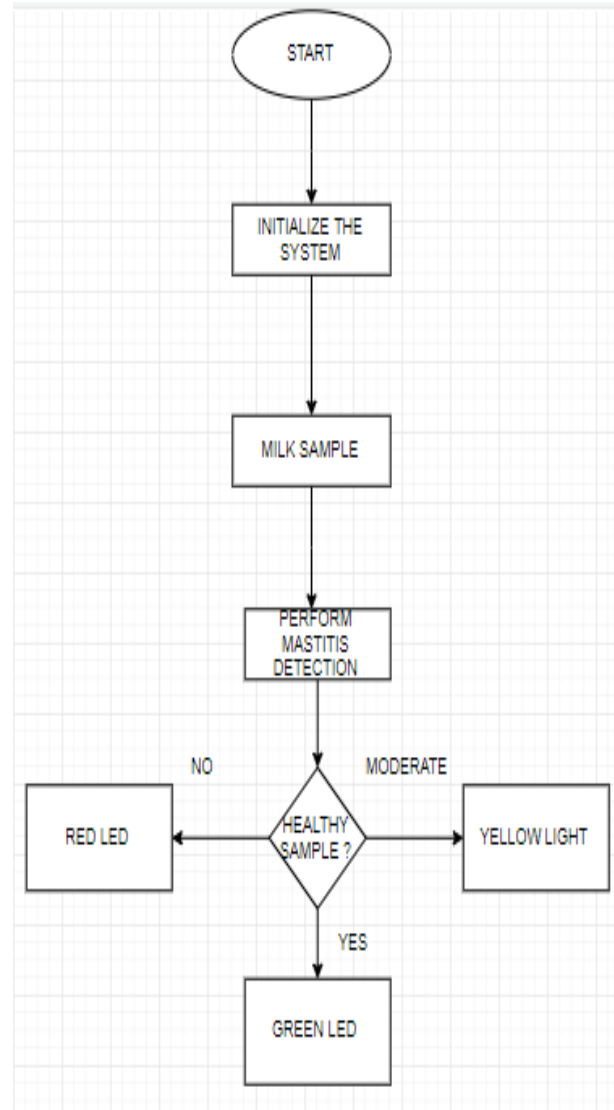 START
INITIALIZE THE
SYSTEM
MILK SAMPLE
PERFORM
MASTITIS
DETECTION
NO
MODERATE
RED LED
HEALTHY
SAMPLE ?
YELLOW LIGHT
YES
GREEN LED